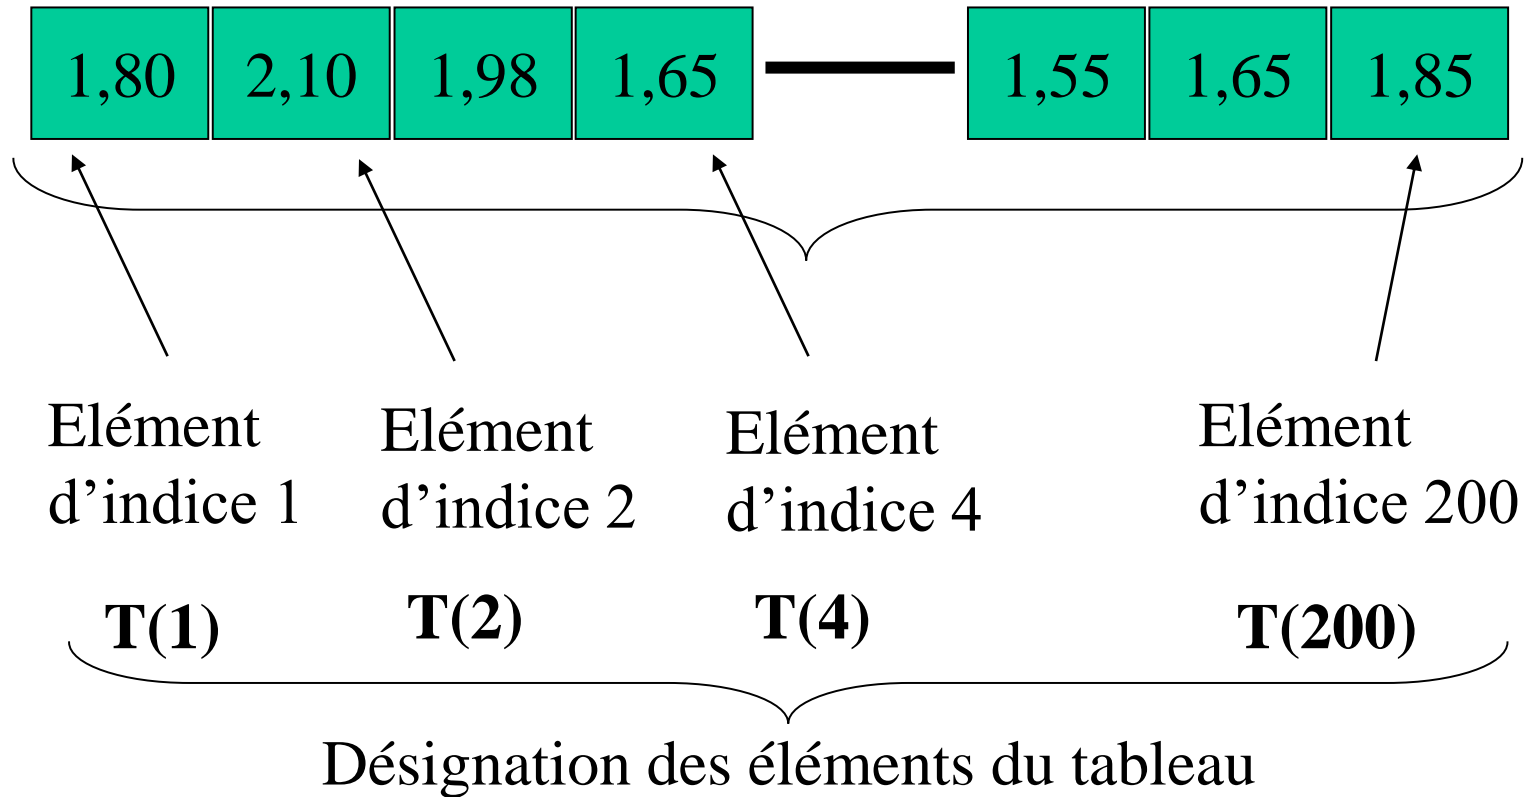 1,80 2,10 1,98 1,65 1,55 1,65 1,85
Elément
d’indice 1
Elément
d’indice 2
Elément
d’indice 4
Elément
d’indice 200
T(1) T(2) T(4) T(200)
Désignation des éléments du tableau